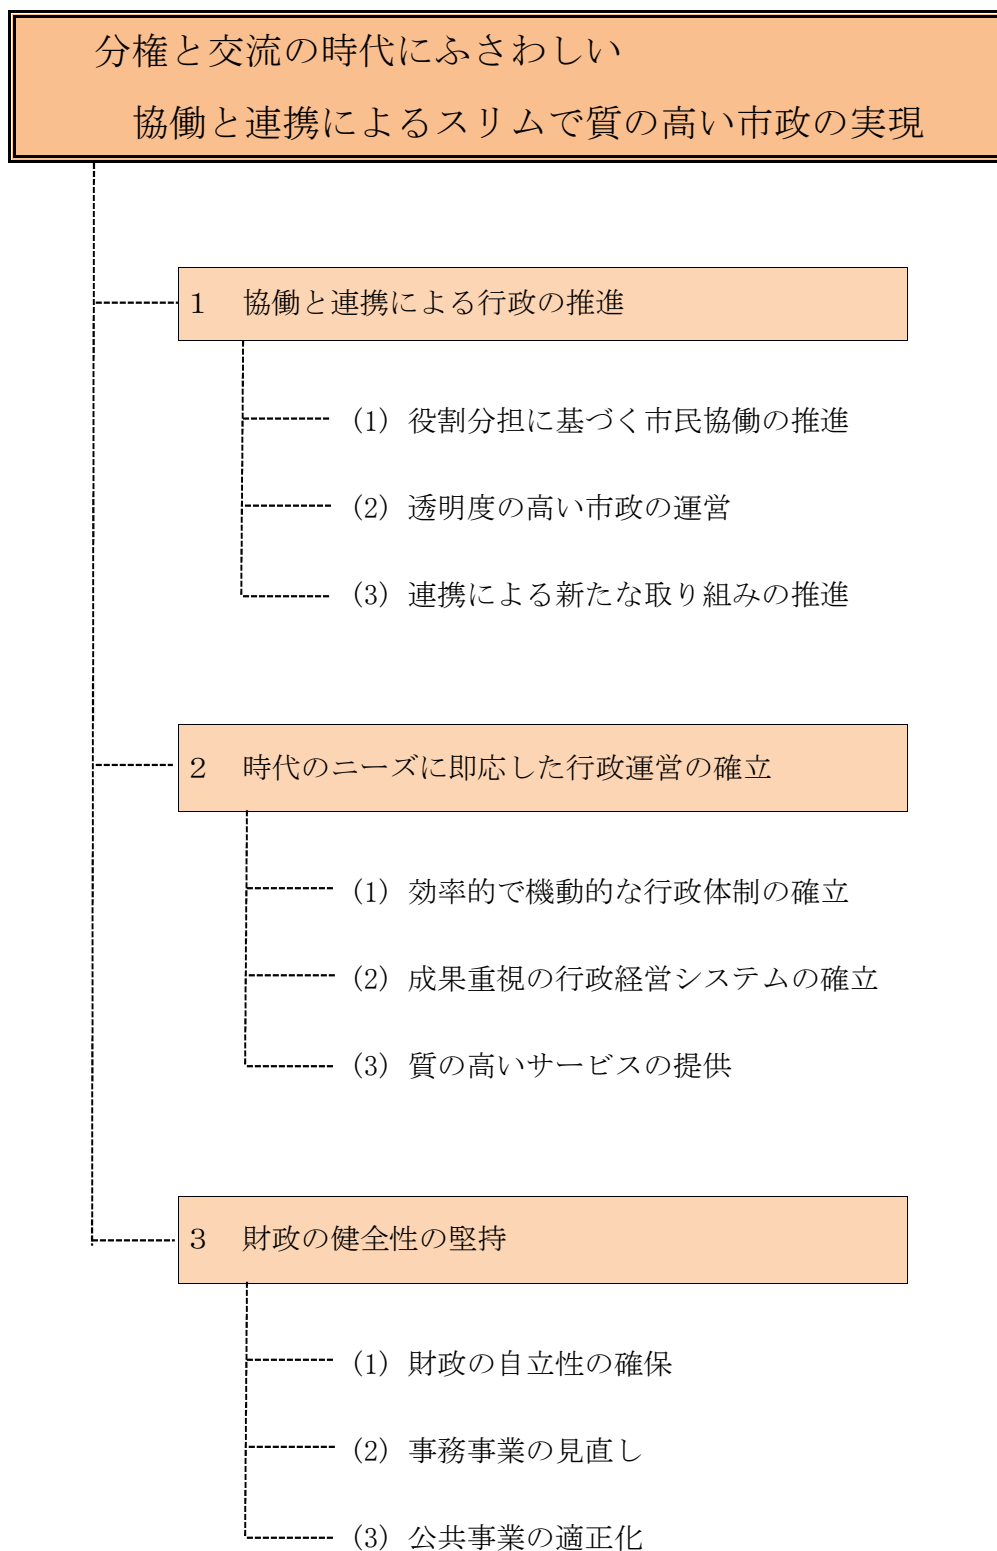 分権と交流の時代にふさわしい
協働と連携によるスリムで質の高い市政の実現
１　協働と連携による行政の推進
(1) 役割分担に基づく市民協働の推進
(2) 透明度の高い市政の運営
(3) 連携による新たな取り組みの推進
２　時代のニーズに即応した行政運営の確立
(1) 効率的で機動的な行政体制の確立
(2) 成果重視の行政経営システムの確立
(3) 質の高いサービスの提供
３　財政の健全性の堅持
(1) 財政の自立性の確保
(2) 事務事業の見直し
(3) 公共事業の適正化